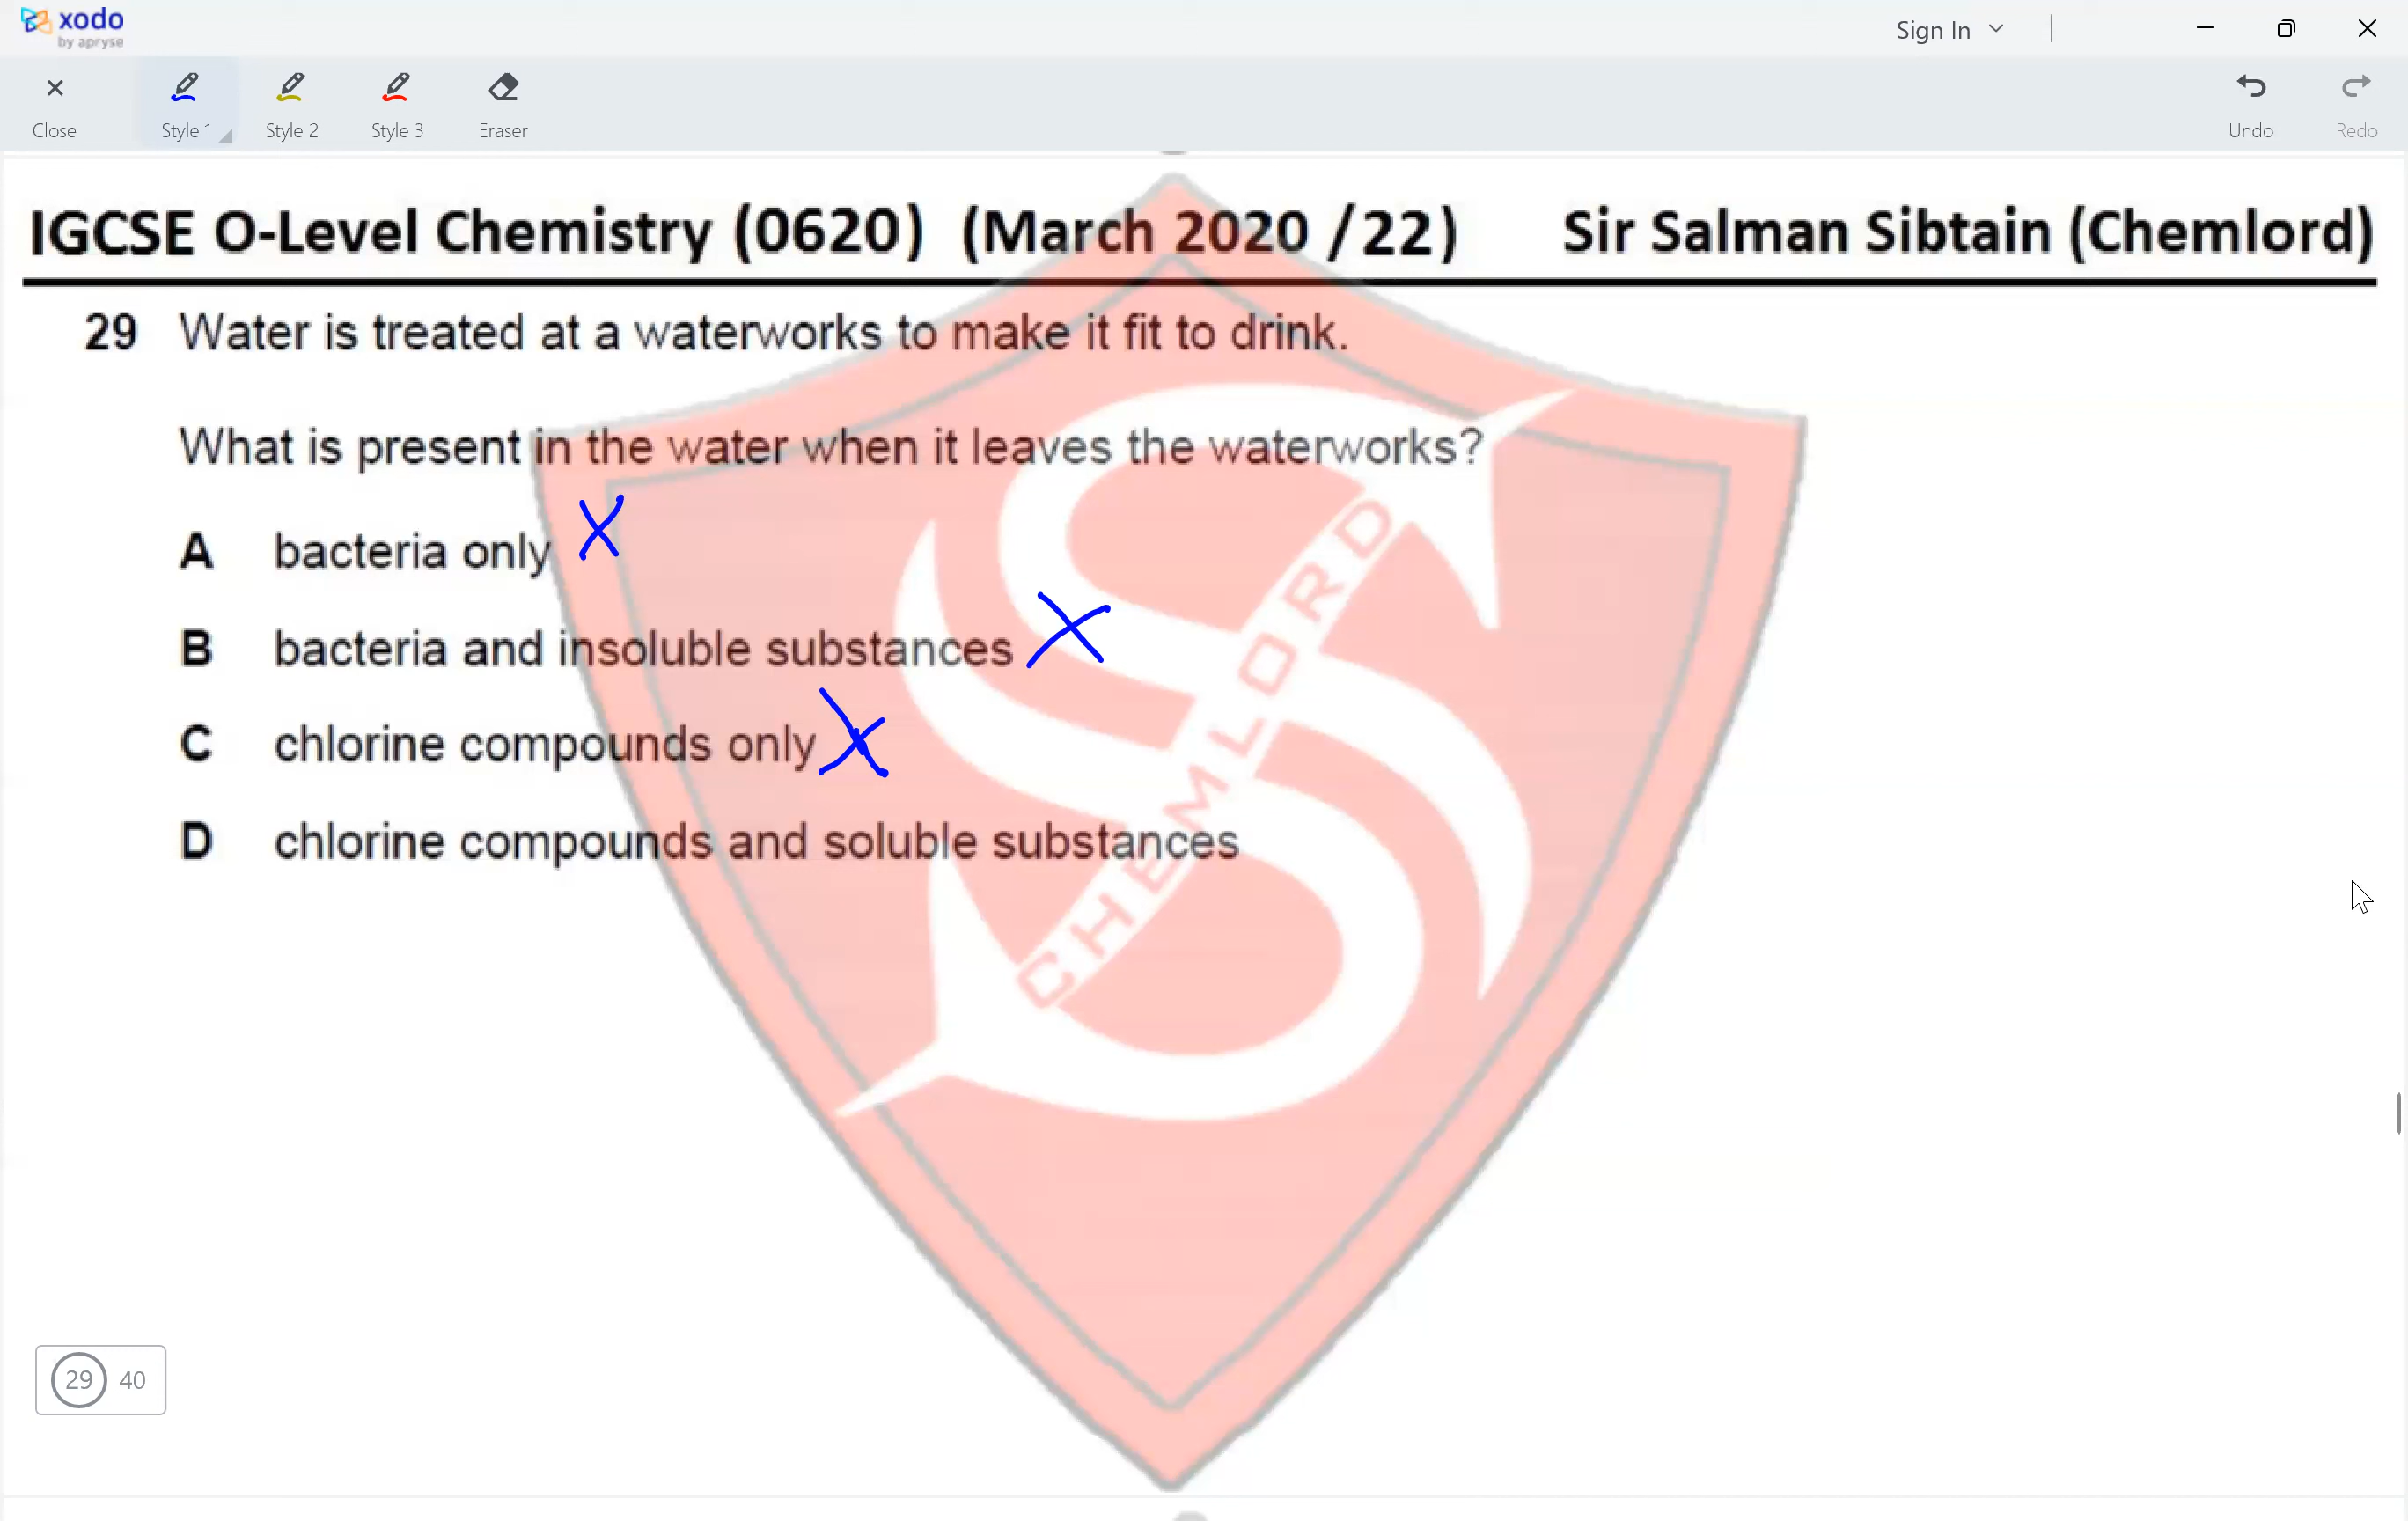 xodo
by apryse
Sign In
Close
Style 1
Style 2
Style 3
Eraser
Undo
Redo
IGCSE O-Level Chemistry (0620) (March 2020 /22) Sir Salman Sibtain (Chemlord)
29 Water is treated at a waterworks to make it fit to drink.
What is present in the water when it leaves the waterworks?
A bacteria only
B bacteria and insoluble substances
C chlorine compounds only
D chlorine compounds and soluble substances
CHEMLORD
29 40